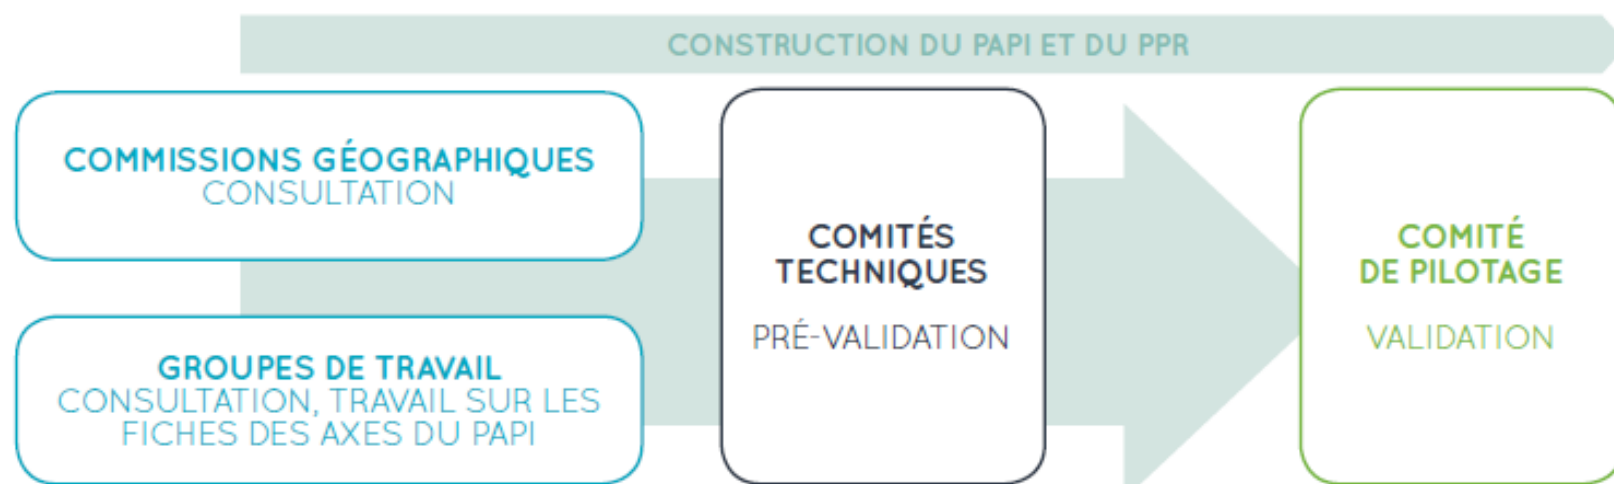 CONSTRUCTION DU PAPI ET DU PPR
COMMISSIONS GÉOGRAPHIQUES
CONSULTATION
GROUPES DE TRAVAIL
CONSULTATION, TRAVAIL SUR LES
FICHES DES AXES DU PAPI
COMITÉS
TECHNIQUES
PRÉ-VALIDATION
COMITÉ
DE PILOTAGE
VALIDATION